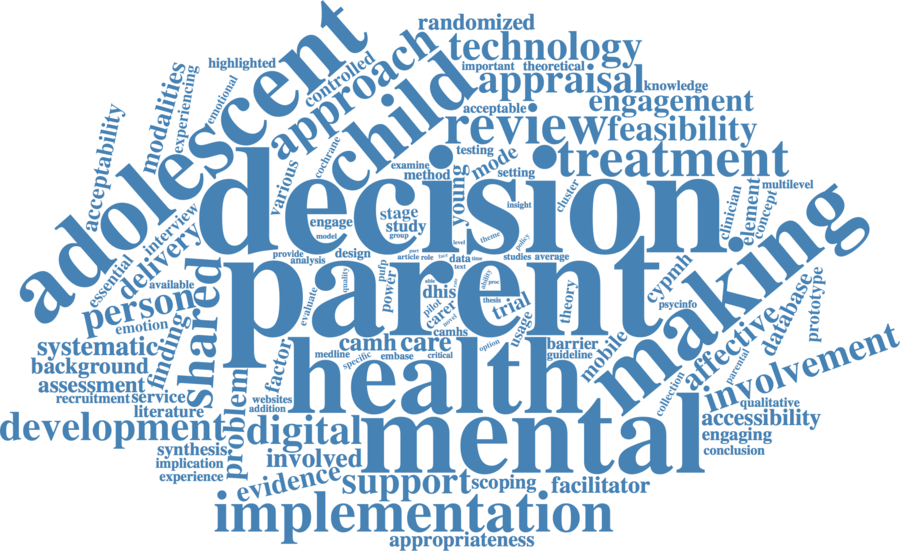 randomized
adolescent
approach
technology
highlighted
controlled
important
theoretical
child
appraisal
knowledge
emotional
modalities
experiencing
acceptable
engagement
acceptability
review
feasibility
cochrane
various
testing
mode
treatment
examine
method
setting
decision
young
insight
cluster
clinician
multilevel
element
concept
making
interview
delivery
essential
engage
stage
study
group
model
level
theme
policy
provide
analysis
design
article
role
data
time
text
studies
average
parent
available
person
emotion
shared
evaluate
quality
pufp
power
dhis
able
pilot
carer
novel
camhs
ability
proc
thesis
trial
usage
theory
cypmh
psycinfo
database
prototype
systematic
background
assessment
finding
factor
camh
care
medline
specific
embase
critical
option
barrier
guideline
mobile
affective
parental
collection
involvement
recruitment
service
literature
websites
addition
health
qualitative
accessibility
development
problem
digital
mental
engaging
conclusion
synthesis
implication
experience
involved
evidence
support
scoping
facilitator
implementation
appropriateness